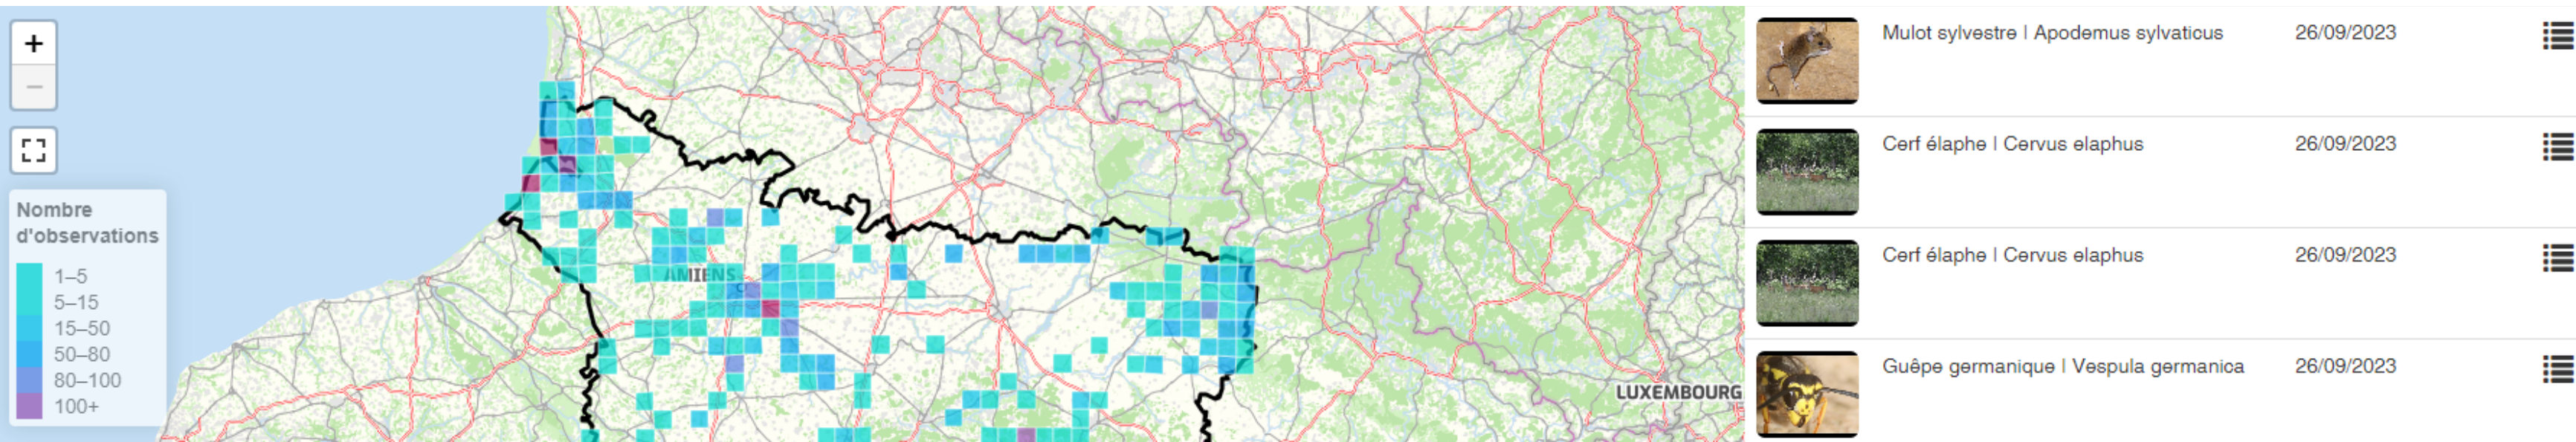 +
−
Nombre
d'observations
1–5
5–15
15–50
50–80
80–100
100+
AMIENS
LUXEMBOURG
Mulot sylvestre | Apodemus sylvaticus 26/09/2023
Cerf élaphe | Cervus elaphus 26/09/2023
Cerf élaphe | Cervus elaphus 26/09/2023
Guêpe germanique | Vespula germanica 26/09/2023